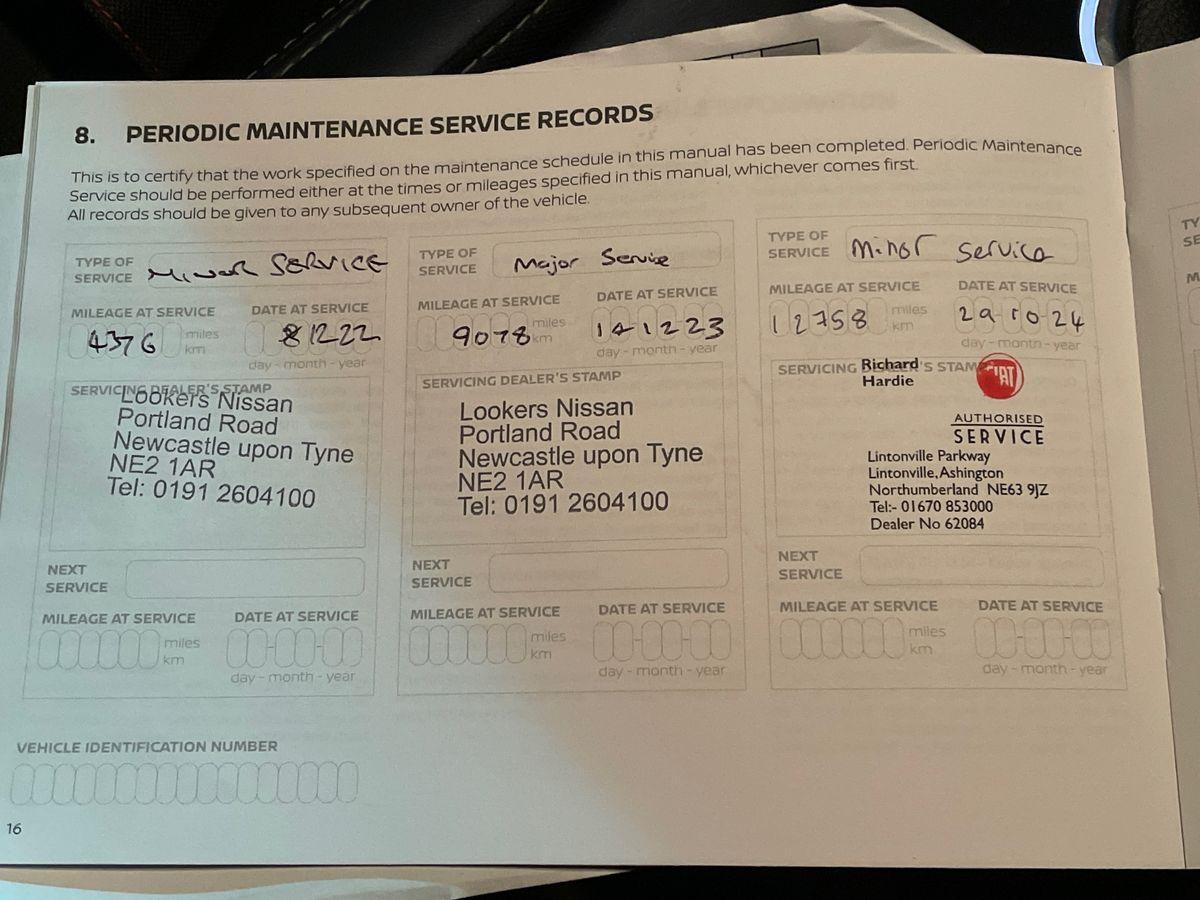 8. PERIODIC MAINTENANCE SERVICE RECORDS
This is to certify that the work specified on the maintenance schedule in this manual has been completed. Periodic Maintenance
Service should be performed either at the times or mileages specified in this manual, whichever comes first.
All records should be given to any subsequent owner of the vehicle.
TYPE OF
SERVICE Minor SERVICE
MILEAGE AT SERVICE DATE AT SERVICE
4376 miles
km
8 12 22
day - month - year
SERVICING DEALER'S STAMP
Lookers Nissan
Portland Road
Newcastle upon Tyne
NE2 1AR
Tel: 0191 2604100
NEXT
SERVICE
MILEAGE AT SERVICE DATE AT SERVICE
miles
km
day - month - year
TYPE OF
SERVICE Major Service
MILEAGE AT SERVICE DATE AT SERVICE
9078 miles
km
14 12 23
day - month - year
SERVICING DEALER'S STAMP
Lookers Nissan
Portland Road
Newcastle upon Tyne
NE2 1AR
Tel: 0191 2604100
NEXT
SERVICE
MILEAGE AT SERVICE DATE AT SERVICE
miles
km
day - month - year
TYPE OF
SERVICE Minor Service
MILEAGE AT SERVICE DATE AT SERVICE
12758 miles
km
29 10 24
day - month - year
SERVICING DEALER'S STAMP
Richard
Hardie
FIAT
AUTHORISED
SERVICE
Lintonville Parkway
Lintonville, Ashington
Northumberland NE63 9JZ
Tel:- 01670 853000
Dealer No 62084
NEXT
SERVICE
MILEAGE AT SERVICE DATE AT SERVICE
miles
km
day - month - year
VEHICLE IDENTIFICATION NUMBER
16